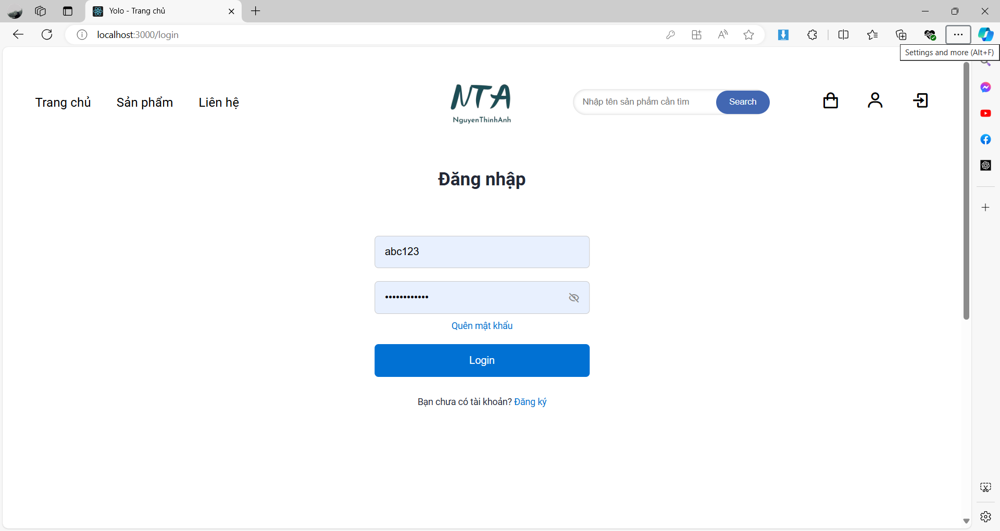 Yolo - Trang chủ
localhost:3000/login
Settings and more (Alt+F)
Trang chủ
Sản phẩm
Liên hệ
NTA
NguyenThinhAnh
Nhập tên sản phẩm cần tìm
Search
Đăng nhập
abc123
••••••••••••
Quên mật khẩu
Login
Bạn chưa có tài khoản? Đăng ký